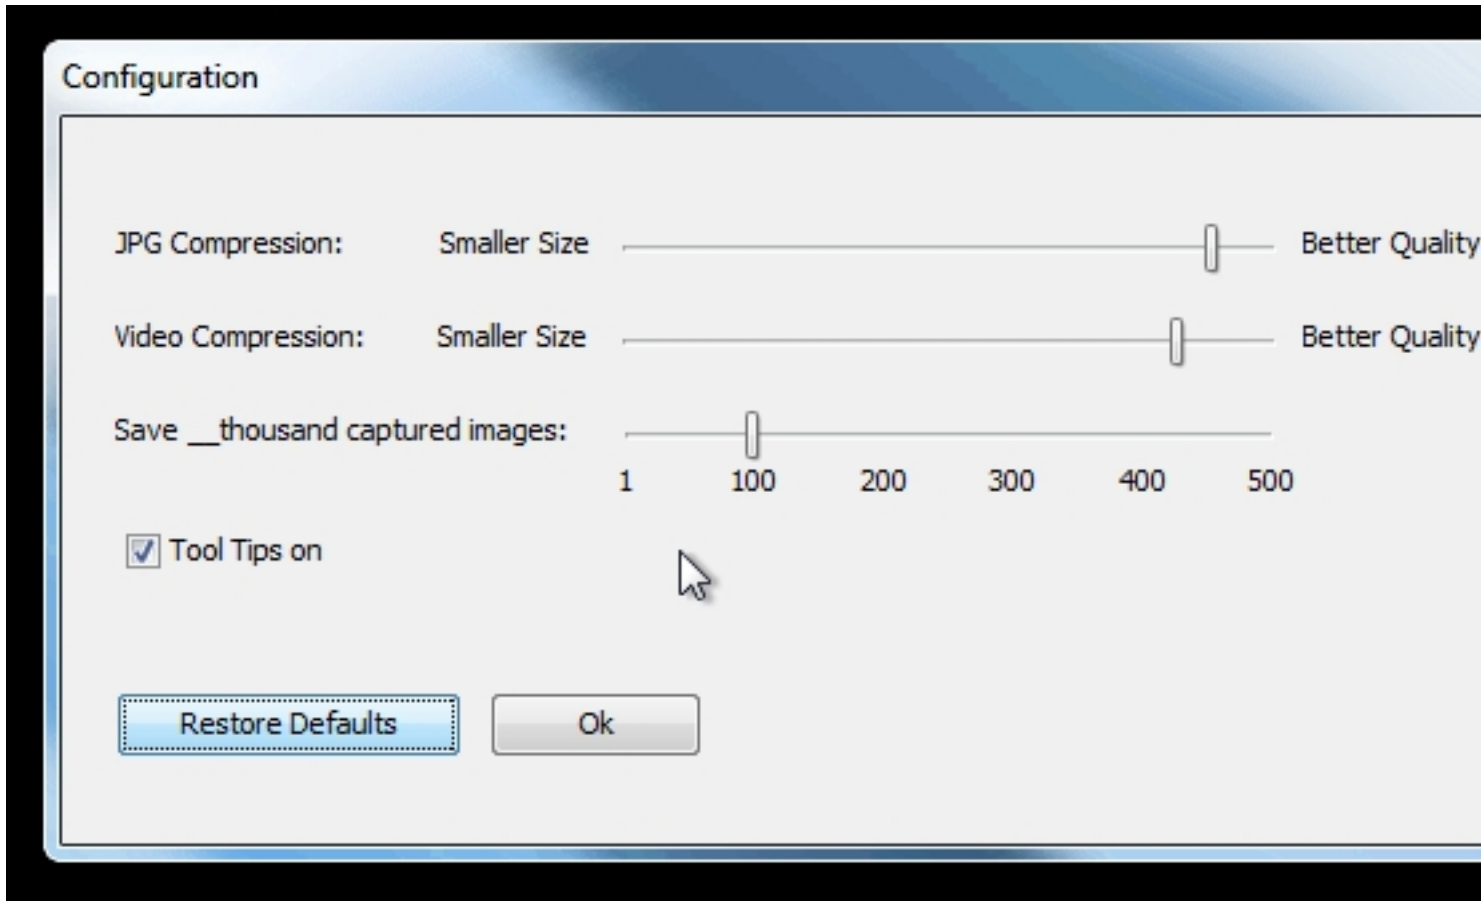 Configuration
JPG Compression: Smaller Size Better Quality
Video Compression: Smaller Size Better Quality
Save __thousand captured images:
1 100 200 300 400 500
Tool Tips on
Restore Defaults Ok